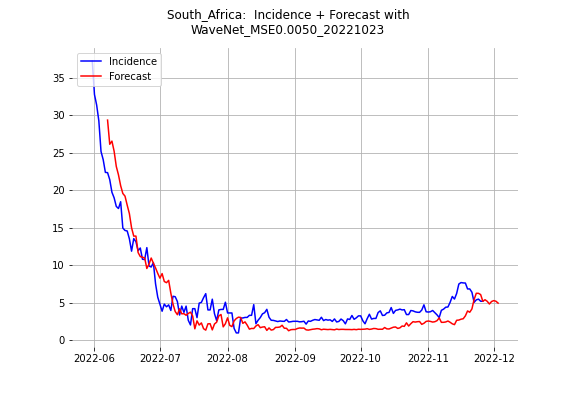 South_Africa: Incidence + Forecast with
WaveNet_MSE0.0050_20221023
Incidence
Forecast
35
30
25
20
15
10
5
0
2022-06 2022-07 2022-08 2022-09 2022-10 2022-11 2022-12